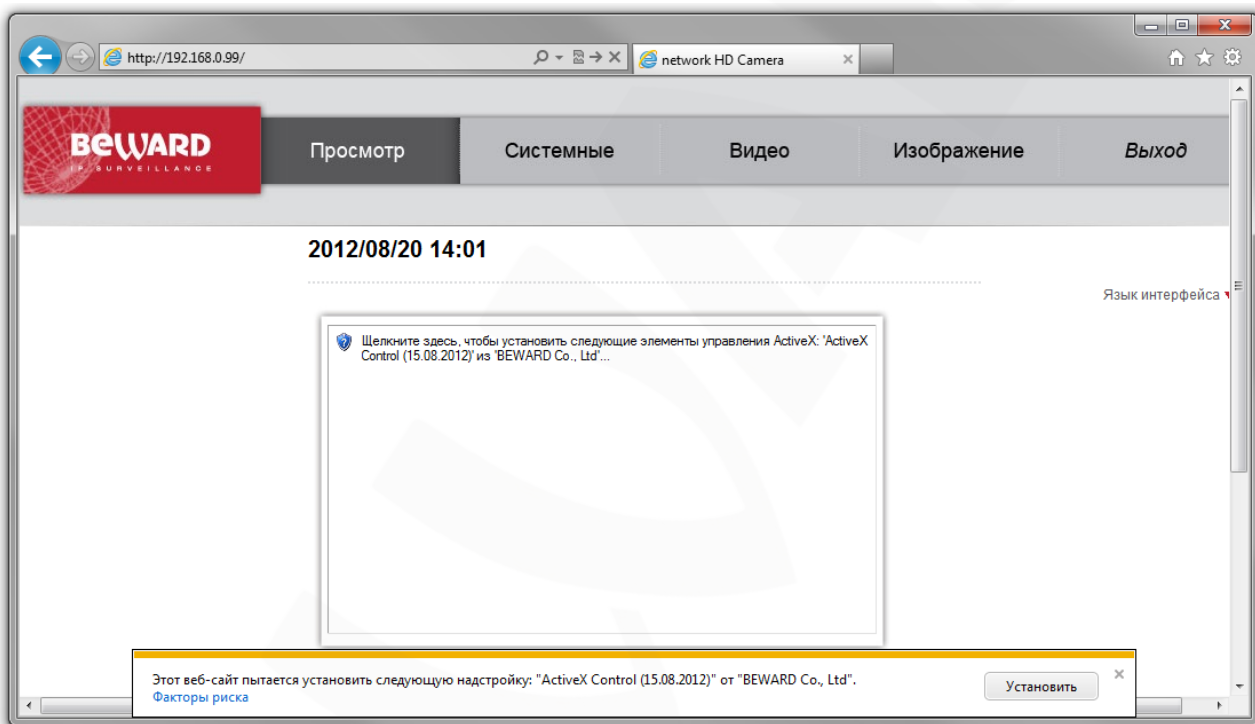 http://192.168.0.99/
network HD Camera
BEWARD
IP SURVEILLANCE
Просмотр
Системные
Видео
Изображение
Выход
2012/08/20 14:01
Язык интерфейса
Щелкните здесь, чтобы установить следующие элементы управления ActiveX: 'ActiveX
Control (15.08.2012)' из 'BEWARD Co., Ltd'...
Этот веб-сайт пытается установить следующую надстройку: "ActiveX Control (15.08.2012)" от "BEWARD Co., Ltd".
Факторы риска
Установить